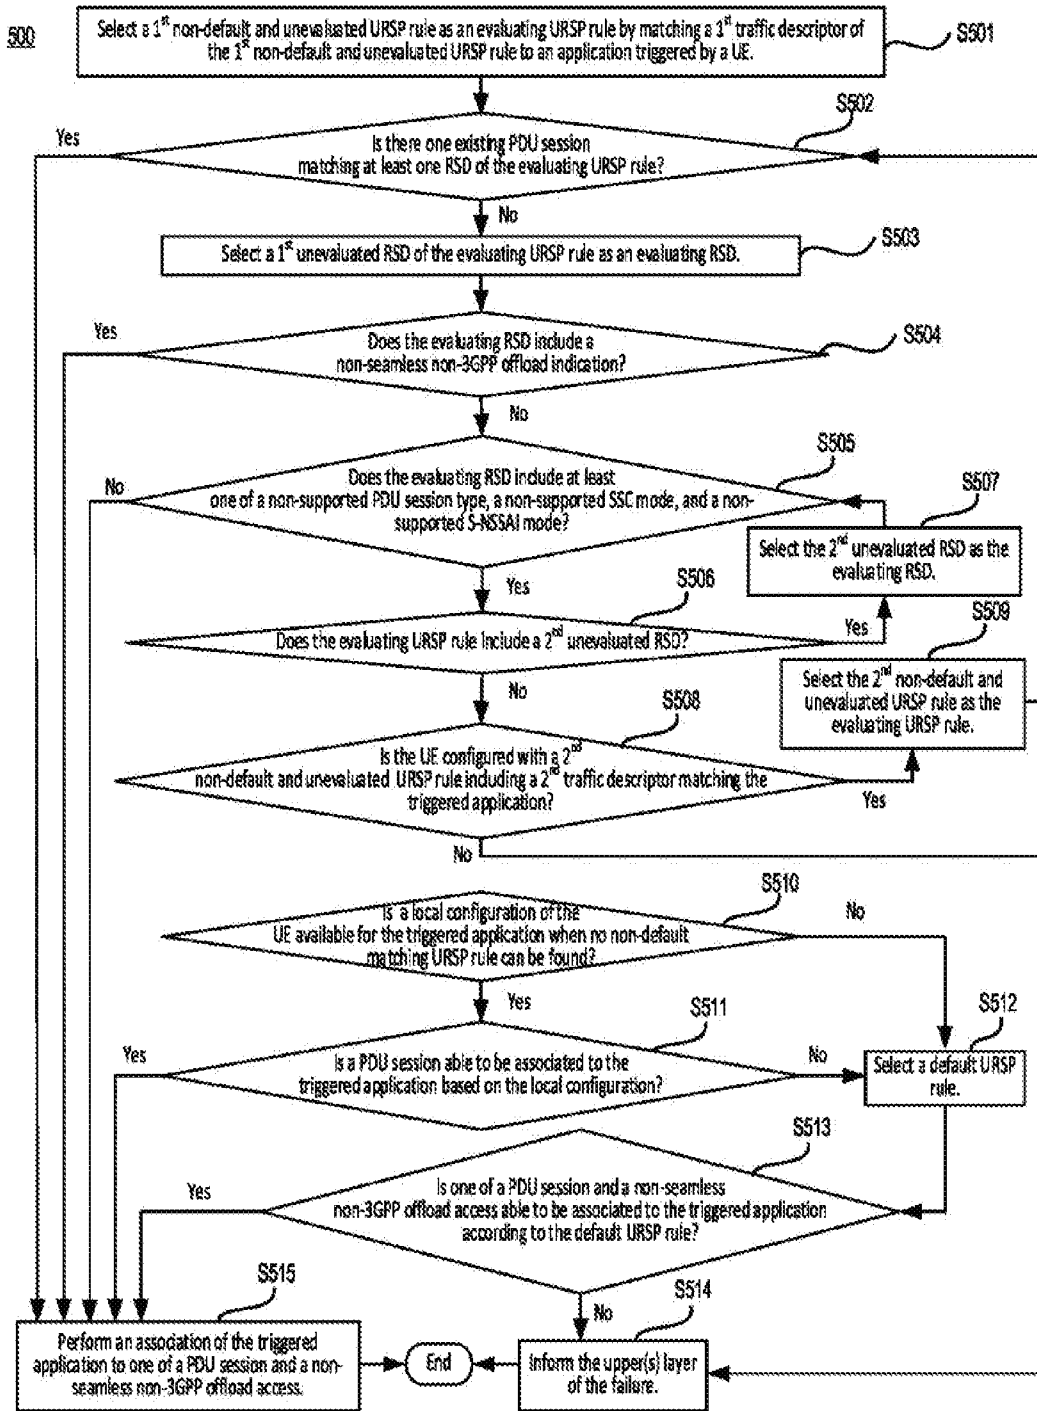 500
Select a 1st non-default and unevaluated URSP rule as an evaluating URSP rule by matching a 1st traffic descriptor of
the 1st non-default and unevaluated URSP rule to an application triggered by a UE.
S501
S502
Yes
Is there one existing PDU session
matching at least one RSD of the evaluating URSP rule?
No
S503
Select a 1st unevaluated RSD of the evaluating URSP rule as an evaluating RSD.
Yes
S504
Does the evaluating RSD include a
non-seamless non-3GPP offload indication?
No
S505
Does the evaluating RSD include at least
one of a non-supported PDU session type, a non-supported SSC mode, and a non-
supported S-NSSAI mode?
No
S507
Select the 2nd unevaluated RSD as the
evaluating RSD.
Yes
S506
Does the evaluating URSP rule include a 2nd unevaluated RSD?
Yes
S509
Select the 2nd non-default and
unevaluated URSP rule as the
evaluating URSP rule.
No
S508
Is the UE configured with a 2nd
non-default and unevaluated URSP rule including a 2nd traffic descriptor matching the
triggered application?
Yes
No
S510
Is a local configuration of the
UE available for the triggered application when no non-default
matching URSP rule can be found?
No
Yes
S511
S512
Yes
Is a PDU session able to be associated to the
triggered application based on the local configuration?
No
Select a default URSP
rule.
S513
Yes
Is one of a PDU session and a non-seamless
non-3GPP offload access able to be associated to the triggered application
according to the default URSP rule?
S515
No
S514
Perform an association of the triggered
application to one of a PDU session and a non-
seamless non-3GPP offload access.
End
Inform the upper(s) layer
of the failure.